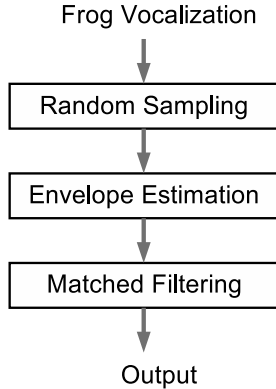 Frog Vocalization
Random Sampling
Envelope Estimation
Matched Filtering
Output